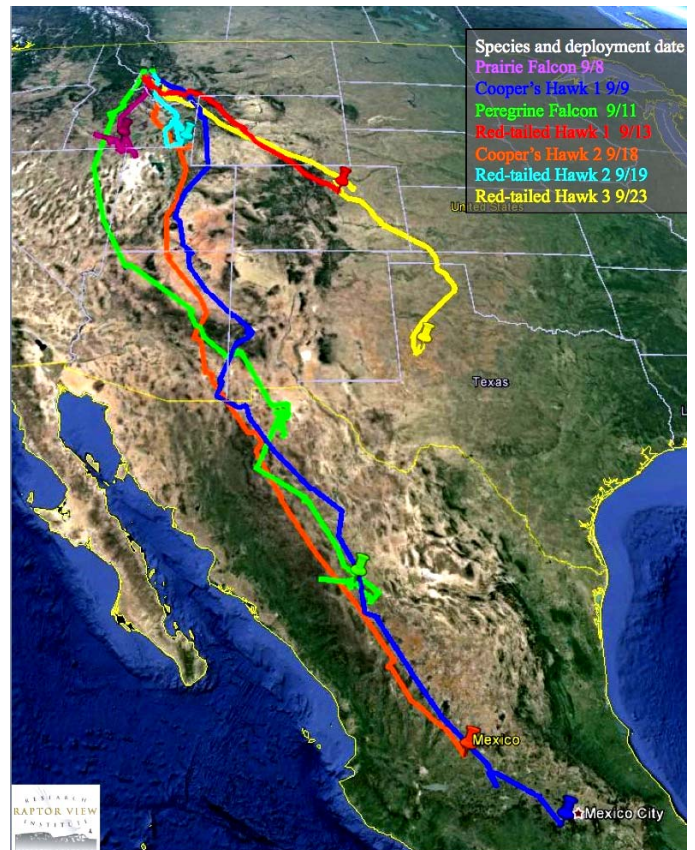 Species and deployment date
Prairie Falcon 9/8
Cooper's Hawk 1 9/9
Peregrine Falcon 9/11
Red-tailed Hawk 1 9/13
Cooper's Hawk 2 9/18
Red-tailed Hawk 2 9/19
Red-tailed Hawk 3 9/23
United States
Texas
L
Mexico
Mexico City
RESEARCH
RAPTOR VIEW
INSTITUTE